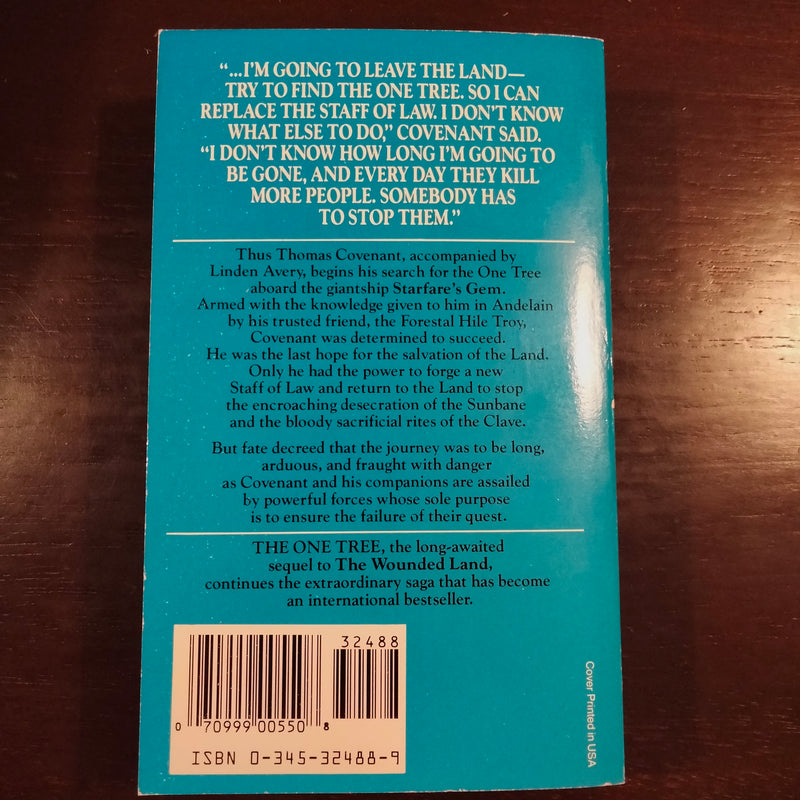 “...I’M GOING TO LEAVE THE LAND—
TRY TO FIND THE ONE TREE. SO I CAN
REPLACE THE STAFF OF LAW. I DON’T KNOW
WHAT ELSE TO DO,” COVENANT SAID.
“I DON’T KNOW HOW LONG I’M GOING TO
BE GONE, AND EVERY DAY THEY KILL
MORE PEOPLE. SOMEBODY HAS
TO STOP THEM.”
Thus Thomas Covenant, accompanied by
Linden Avery, begins his search for the One Tree
aboard the giantship Starfare’s Gem.
Armed with the knowledge given to him in Andelain
by his trusted friend, the Forestal Hile Troy,
Covenant was determined to succeed.
He was the last hope for the salvation of the Land.
Only he had the power to forge a new
Staff of Law and return to the Land to stop
the encroaching desecration of the Sunbane
and the bloody sacrificial rites of the Clave.
But fate decreed that the journey was to be long,
arduous, and fraught with danger
as Covenant and his companions are assailed
by powerful forces whose sole purpose
is to ensure the failure of their quest.
THE ONE TREE, the long-awaited
sequel to The Wounded Land,
continues the extraordinary saga that has become
an international bestseller.
32488
0 70999 00550 8
ISBN 0-345-32488-9
Cover Printed in USA